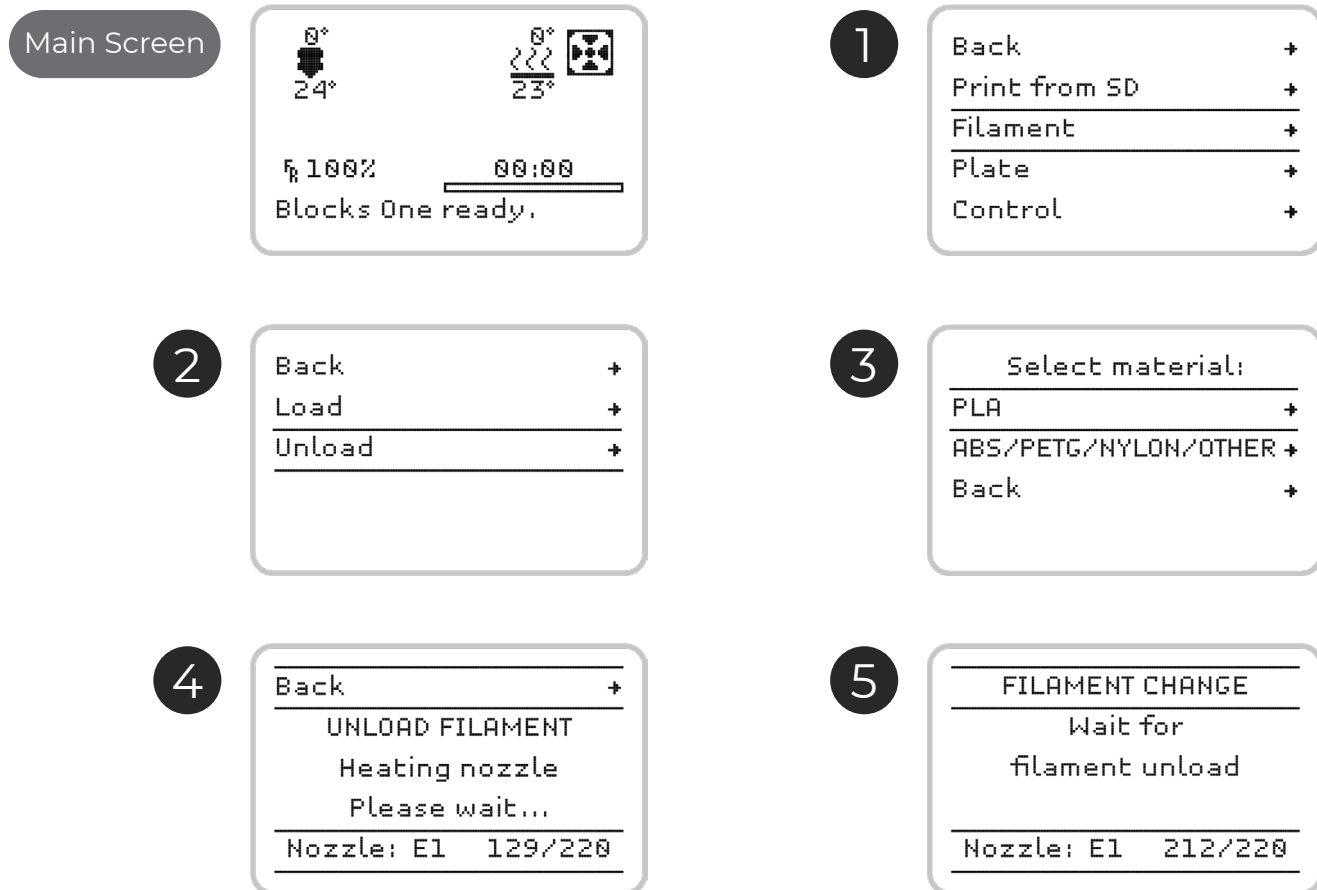 Main Screen
0° 0°
24° 23°
FR 100% 00:00
Blocks One ready.
1
Back
Print from SD
Filament
Plate
Control
2
Back
Load
Unload
3
Select material:
PLA
ABS/PETG/NYLON/OTHER
Back
4
Back
UNLOAD FILAMENT
Heating nozzle
Please wait...
Nozzle: E1 129/220
5
FILAMENT CHANGE
Wait for
filament unload
Nozzle: E1 212/220